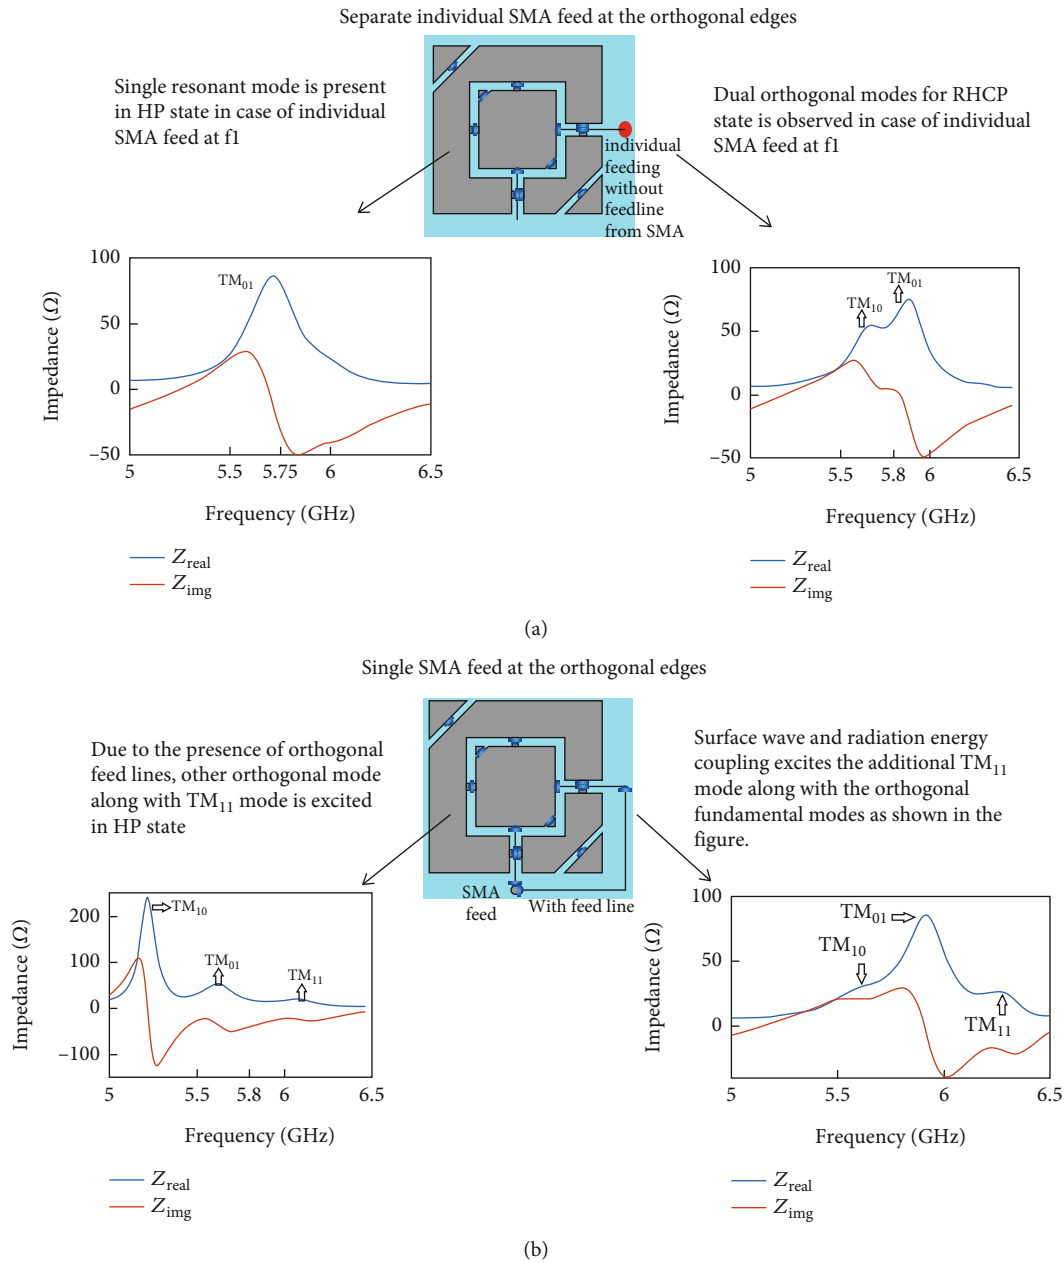 Separate individual SMA feed at the orthogonal edges
Single resonant mode is present
in HP state in case of individual
SMA feed at f1
Dual orthogonal modes for RHCP
state is observed in case of individual
SMA feed at f1
individual
feeding
without
feedline
from SMA
100
50
0
−50
5
5.5
5.75
6
6.5
Impedance (Ω)
Frequency (GHz)
TM01
Zreal
Zimg
100
50
0
−50
5
5.5
5.8
6
6.5
Impedance (Ω)
Frequency (GHz)
TM10
TM01
Zreal
Zimg
(a)
Single SMA feed at the orthogonal edges
Due to the presence of orthogonal
feed lines, other orthogonal mode
along with TM11 mode is excited
in HP state
Surface wave and radiation energy
coupling excites the additional TM11
mode along with the orthogonal
fundamental modes as shown in the
figure.
SMA
feed
With feed line
200
100
0
−100
5
5.5
5.8
6
6.5
Impedance (Ω)
Frequency (GHz)
TM10
TM01
TM11
Zreal
Zimg
100
50
0
5
5.5
6
6.5
Impedance (Ω)
Frequency (GHz)
TM01
TM10
TM11
Zreal
Zimg
(b)